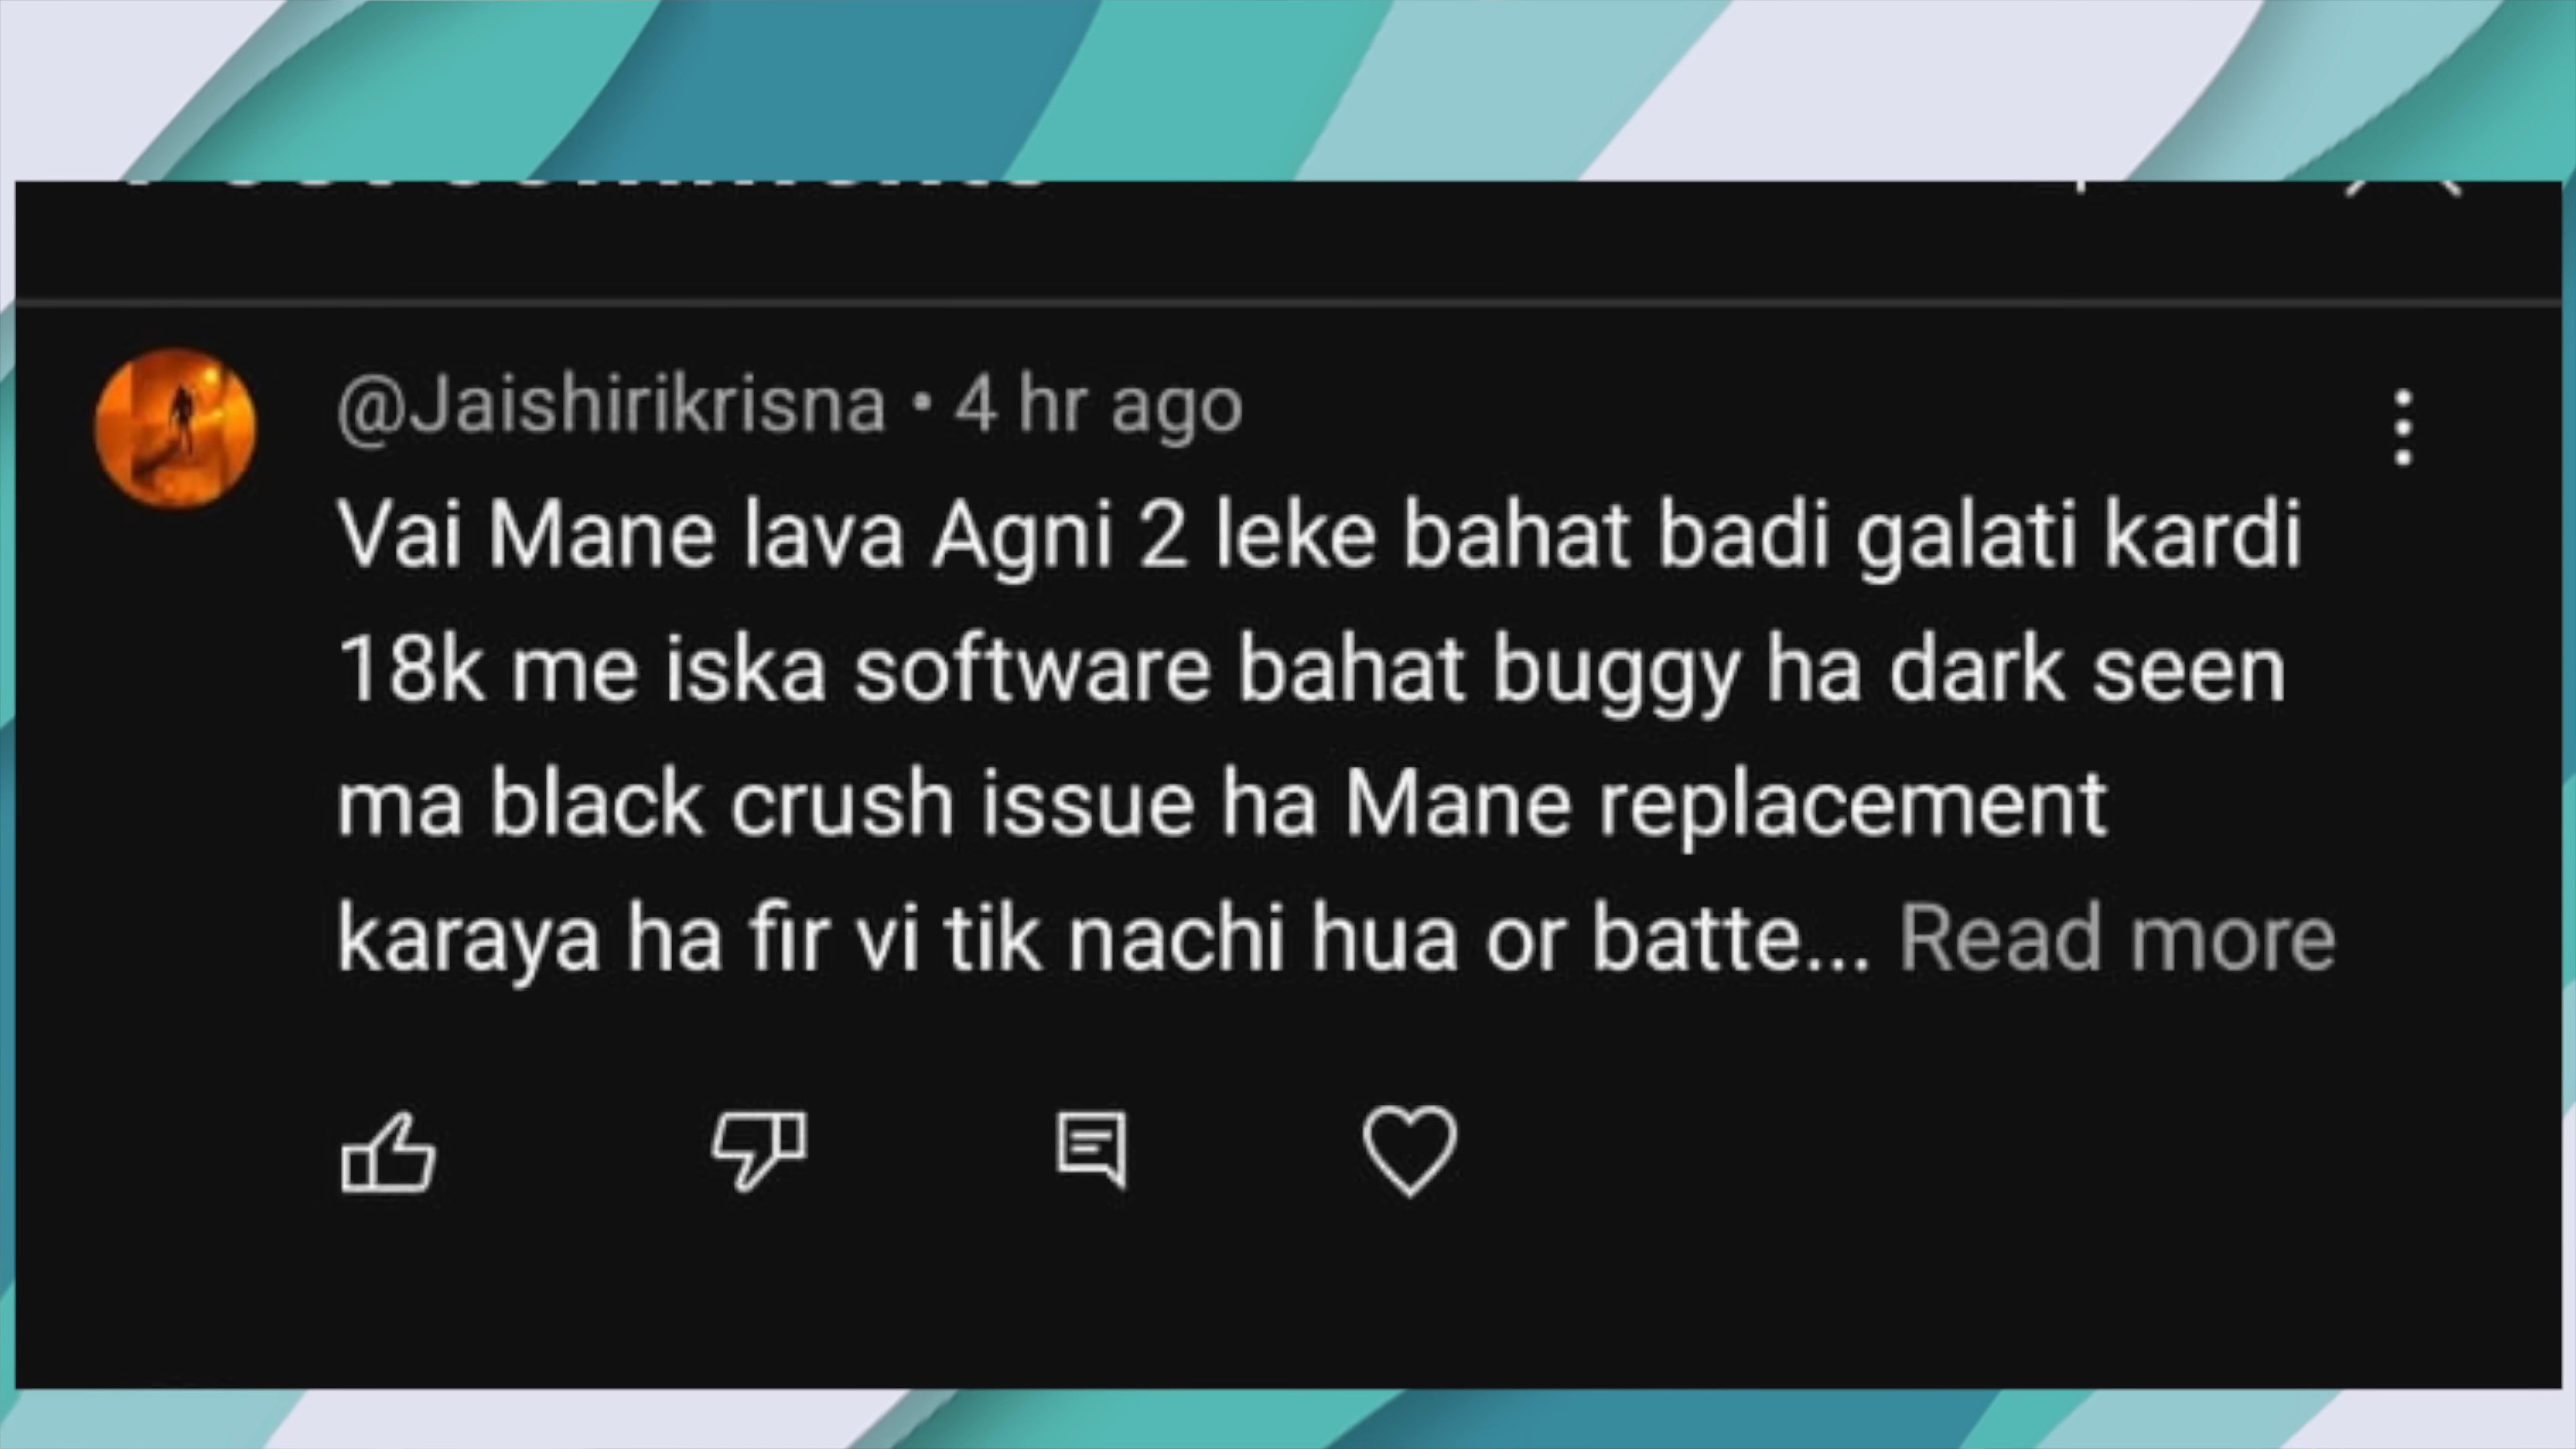 @Jaishirikrisna • 4 hr ago
Vai Mane lava Agni 2 leke bahat badi galati kardi
18k me iska software bahat buggy ha dark seen
ma black crush issue ha Mane replacement
karaya ha fir vi tik nachi hua or batte... Read more